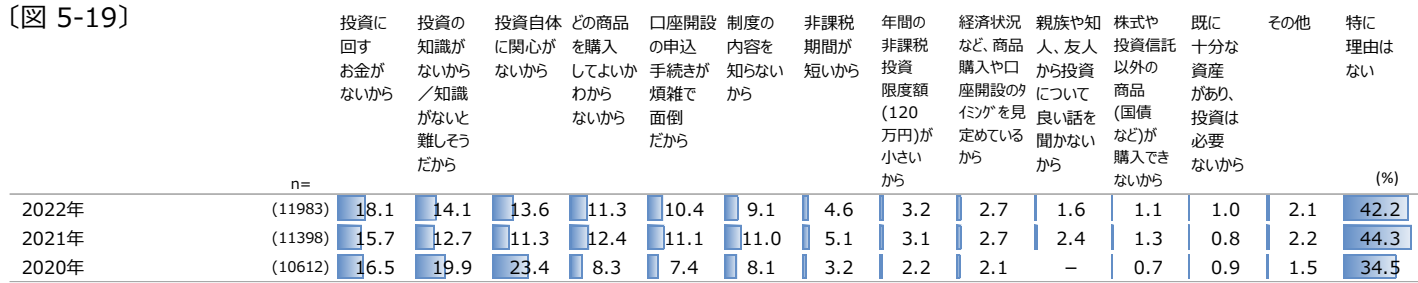 〔図 5-19〕
投資に
回す
お金が
ないから
投資の
知識が
ないから
／知識
がないと
難しそう
だから
投資自体
に関心が
ないから
どの商品
を購入
してよいか
わから
ないから
口座開設
の申込
手続きが
煩雑で
面倒
だから
制度の
内容を
知らない
から
非課税
期間が
短いから
年間の
非課税
投資
限度額
(120
万円)が
小さい
から
経済状況
など、商品
購入や口
座開設のタ
イミングを見
定めている
から
親族や知
人、友人
から投資
について
良い話を
聞かない
から
株式や
投資信託
以外の
商品
(国債
など)が
購入でき
ないから
既に
十分な
資産
があり、
投資は
必要
ないから
その他
特に
理由は
ない
n=
(%)
2022年 (11983) 18.1 14.1 13.6 11.3 10.4 9.1 4.6 3.2 2.7 1.6 1.1 1.0 2.1 42.2
2021年 (11398) 15.7 12.7 11.3 12.4 11.1 11.0 5.1 3.1 2.7 2.4 1.3 0.8 2.2 44.3
2020年 (10612) 16.5 19.9 23.4 8.3 7.4 8.1 3.2 2.2 2.1 － 0.7 0.9 1.5 34.5